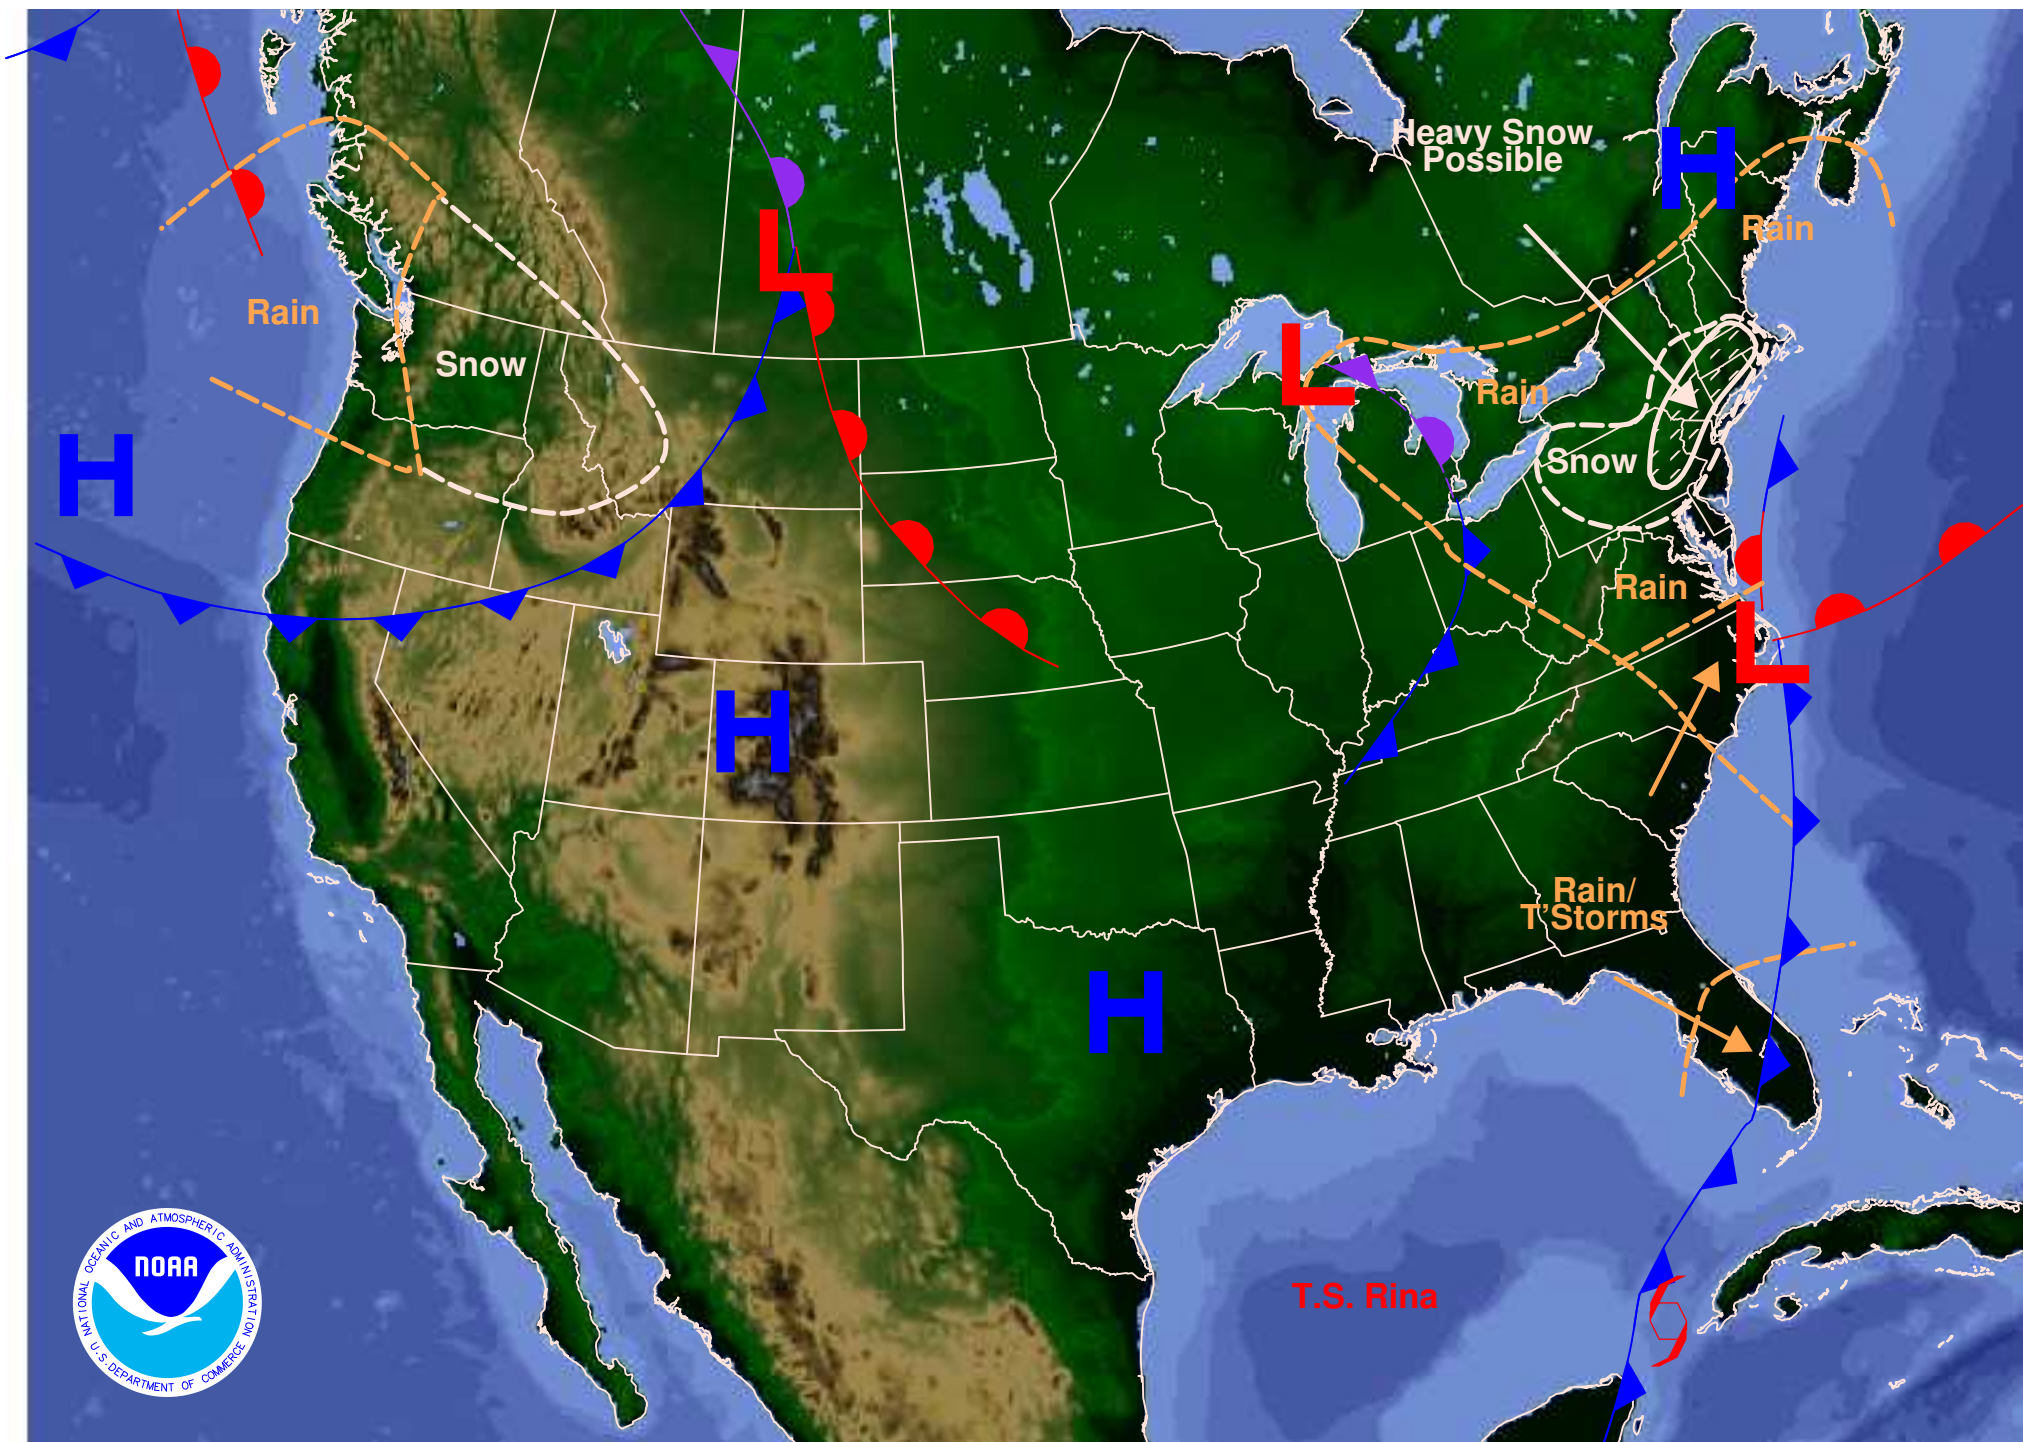 Heavy Snow
Possible
H
Rain
L
Rain
Snow
L
Rain
Snow
H
Rain
L
H
Rain/
T'Storms
H
T.S. Rina
NATIONAL OCEANIC AND ATMOSPHERIC ADMINISTRATION
NOAA
U.S. DEPARTMENT OF COMMERCE